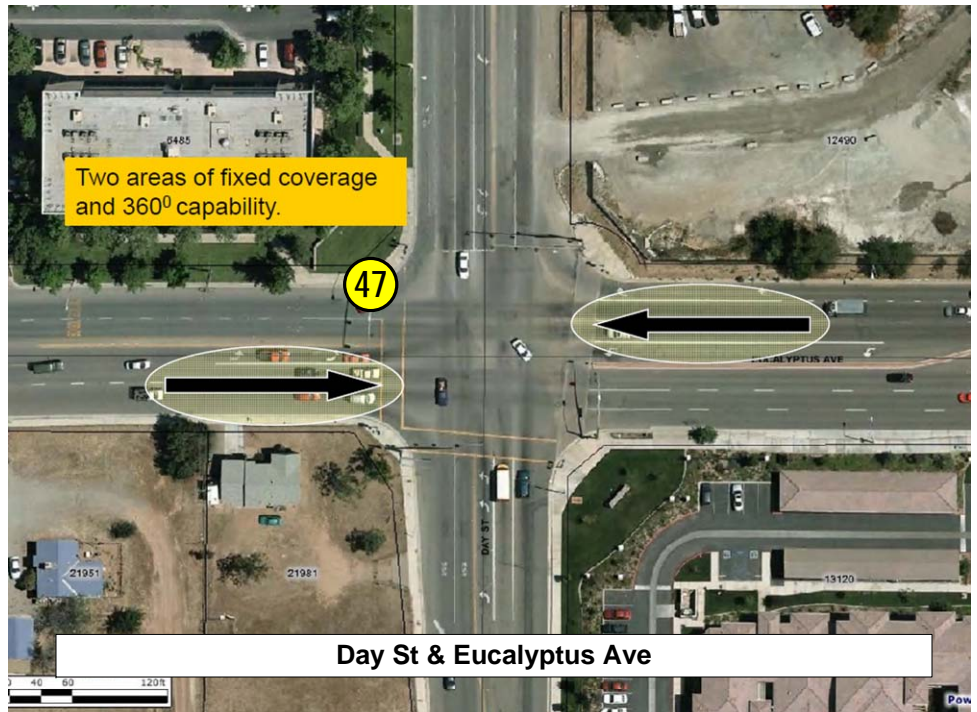 6485
12490
Two areas of fixed coverage
and 360⁰ capability.
47
EUCALYPTUS AVE
DAY ST
21951
21981
13120
Day St & Eucalyptus Ave
40 60 120ft
Pow